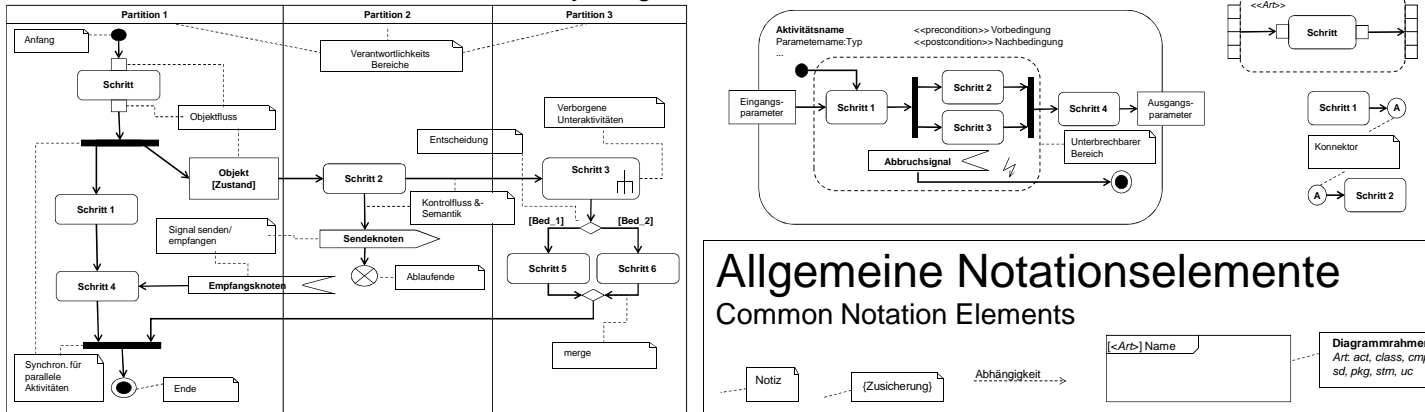 Partition 1
Partition 2
Partition 3
Anfang
Verantwortlichkeits
Bereiche
Schritt
Objektfluss
Verborgene
Unteraktivitäten
Entscheidung
Objekt
[Zustand]
Schritt 2
Schritt 3
Schritt 1
Kontrolfluss &-
Semantik
[Bed_1]
[Bed_2]
Signal senden/
empfangen
Sendeknoten
Schritt 5
Schritt 6
Schritt 4
Empfangsknoten
Ablaufende
Synchron. für
parallele
Aktivitäten
Ende
merge
Aktivitätsname
Parametername:Typ
...
<<precondition>> Vorbedingung
<<postcondition>> Nachbedingung
Eingangs-
parameter
Schritt 1
Schritt 2
Schritt 3
Schritt 4
Ausgangs-
parameter
Abbruchsignal
Unterbrechbarer
Bereich
<<Art>>
Schritt
Schritt 1
A
Konnektor
A
Schritt 2
Allgemeine Notationselemente
Common Notation Elements
Notiz
{Zusicherung}
Abhängigkeit
[<Art>] Name
Diagrammrahmen
Art: act, class, cmp
sd, pkg, stm, uc